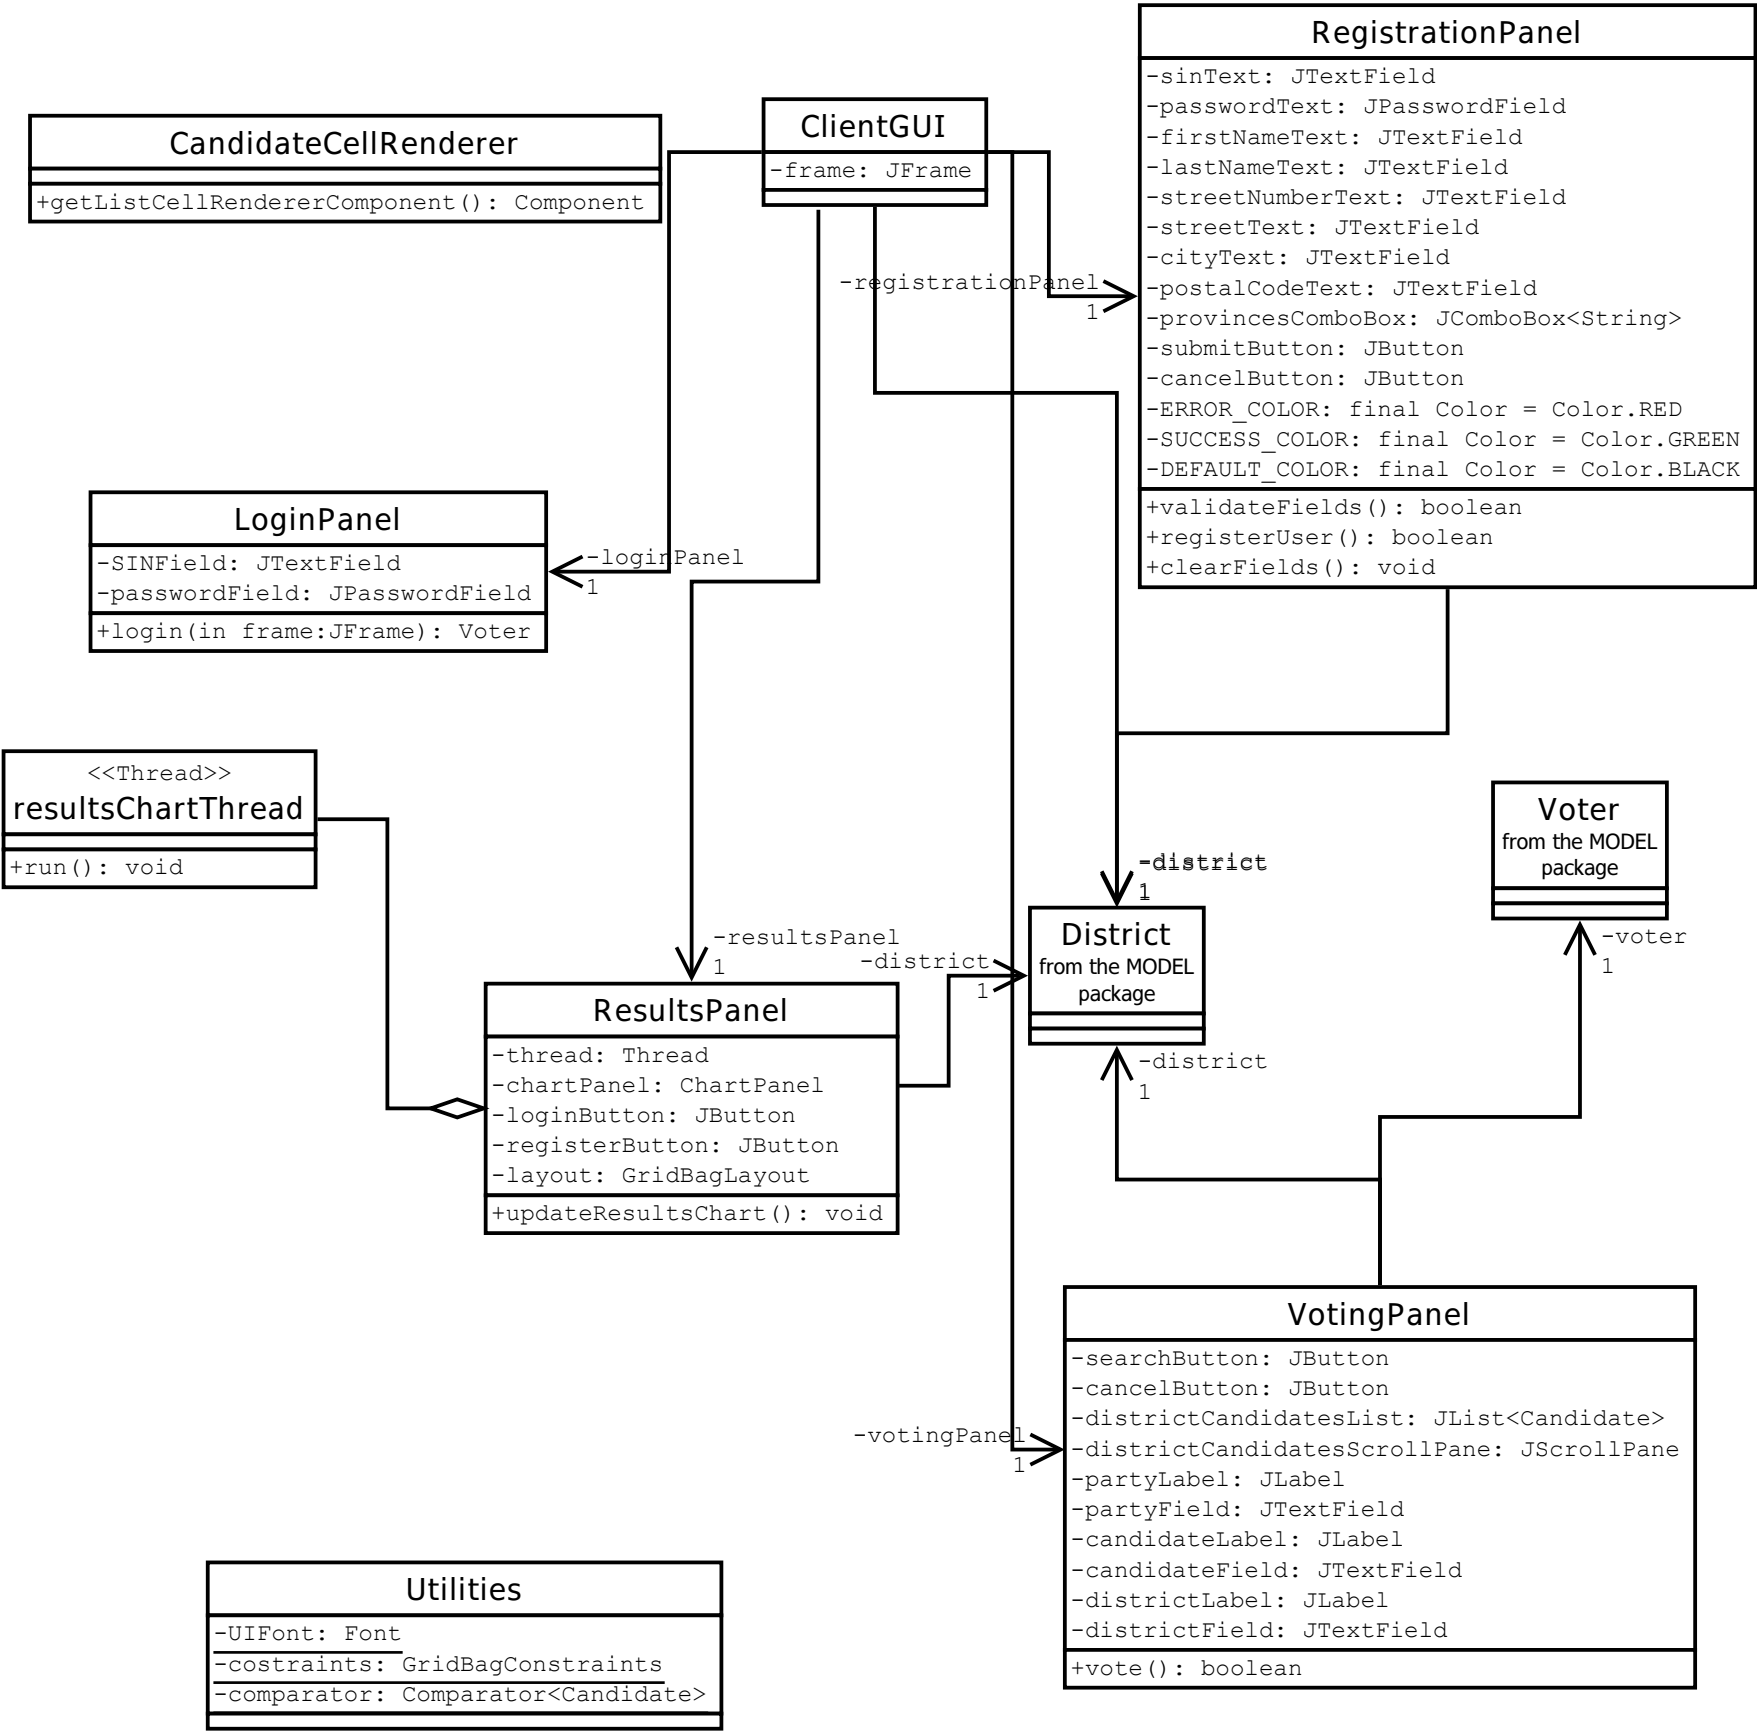 RegistrationPanel
-sinText: JTextField
-passwordText: JPasswordField
-firstNameText: JTextField
-lastNameText: JTextField
-streetNumberText: JTextField
-streetText: JTextField
-cityText: JTextField
-postalCodeText: JTextField
-provincesComboBox: JComboBox<String>
-submitButton: JButton
-cancelButton: JButton
-ERROR_COLOR: final Color = Color.RED
-SUCCESS_COLOR: final Color = Color.GREEN
-DEFAULT_COLOR: final Color = Color.BLACK
+validateFields(): boolean
+registerUser(): boolean
+clearFields(): void
ClientGUI
-frame: JFrame
CandidateCellRenderer
+getListCellRendererComponent(): Component
-registrationPanel
1
LoginPanel
-SINField: JTextField
-passwordField: JPasswordField
+login(in frame:JFrame): Voter
-loginPanel
1
<<Thread>>
resultsChartThread
+run(): void
Voter
from the MODEL
package
-district
1
-voter
1
District
from the MODEL
package
-resultsPanel
1
-district
1
ResultsPanel
-thread: Thread
-chartPanel: ChartPanel
-loginButton: JButton
-registerButton: JButton
-layout: GridBagLayout
+updateResultsChart(): void
-district
1
-votingPanel
1
VotingPanel
-searchButton: JButton
-cancelButton: JButton
-districtCandidatesList: JList<Candidate>
-districtCandidatesScrollPane: JScrollPane
-partyLabel: JLabel
-partyField: JTextField
-candidateLabel: JLabel
-candidateField: JTextField
-districtLabel: JLabel
-districtField: JTextField
+vote(): boolean
Utilities
-UIFont: Font
-costraints: GridBagConstraints
-comparator: Comparator<Candidate>